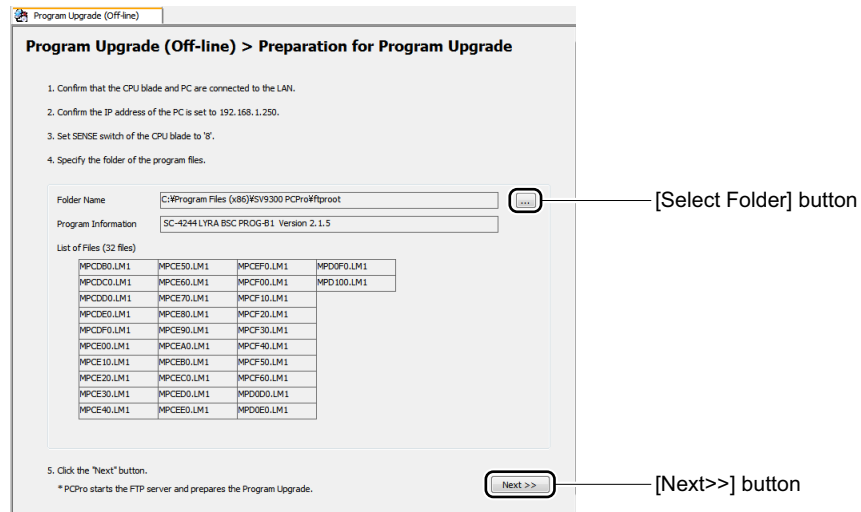 Program Upgrade (Off-line)
Program Upgrade (Off-line) > Preparation for Program Upgrade
1. Confirm that the CPU blade and PC are connected to the LAN.
2. Confirm the IP address of the PC is set to 192.168.1.250.
3. Set SENSE switch of the CPU blade to '8'.
4. Specify the folder of the program files.
Folder Name C:¥Program Files (x86)¥SV9300 PCPro¥ftproot ... [Select Folder] button
Program Information SC-4244 LYRA BSC PROG-B1 Version 2.1.5
List of Files (32 files)
MPCDB0.LM1 MPCE50.LM1 MPCEF0.LM1 MPD0F0.LM1
MPCDC0.LM1 MPCE60.LM1 MPCF00.LM1 MPD100.LM1
MPCDD0.LM1 MPCE70.LM1 MPCF10.LM1
MPCDE0.LM1 MPCE80.LM1 MPCF20.LM1
MPCDF0.LM1 MPCE90.LM1 MPCF30.LM1
MPCE00.LM1 MPCEA0.LM1 MPCF40.LM1
MPCE10.LM1 MPCEB0.LM1 MPCF50.LM1
MPCE20.LM1 MPCEC0.LM1 MPCF60.LM1
MPCE30.LM1 MPCED0.LM1 MPD0D0.LM1
MPCE40.LM1 MPCEE0.LM1 MPD0E0.LM1
5. Click the "Next" button.
* PCPro starts the FTP server and prepares the Program Upgrade. Next >> [Next>>] button